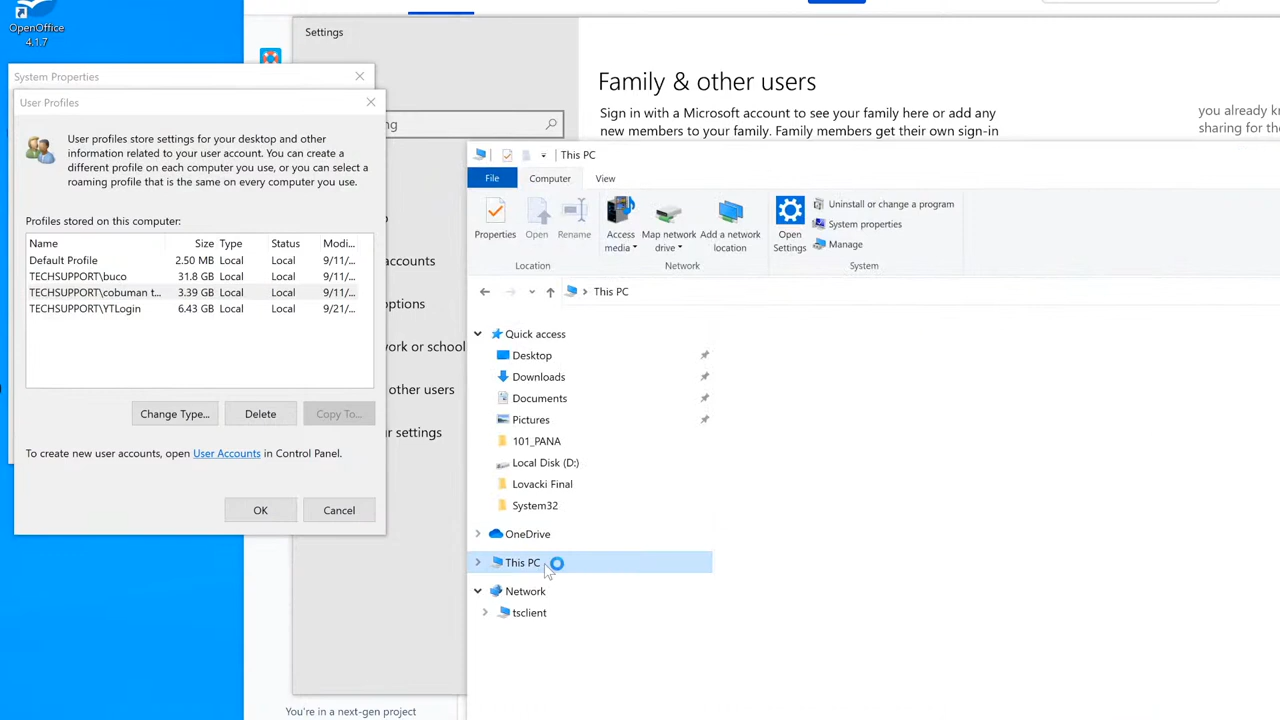 OpenOffice
4.1.7
Settings
System Properties
User Profiles
ng
Family & other users
Sign in with a Microsoft account to see your family here or add any
new members to your family. Family members get their own sign-in
you already k
sharing for the
User profiles store settings for your desktop and other
information related to your user account. You can create a
different profile on each computer you use, or you can select a
roaming profile that is the same on every computer you use.
Profiles stored on this computer:
Name Size Type Status Modi...
Default Profile 2.50 MB Local Local 9/11/...
TECHSUPPORT\buco 31.8 GB Local Local 9/11/...
TECHSUPPORT\cobuman t... 3.39 GB Local Local 9/11/...
TECHSUPPORT\YTLogin 6.43 GB Local Local 9/21/...
Change Type... Delete Copy To...
To create new user accounts, open User Accounts in Control Panel.
OK Cancel
accounts
options
work or school
other users
ur settings
You're in a next-gen project
This PC
File Computer View
Properties
Open
Rename
Location
Access
media
Map network
drive
Add a network
location
Network
Open
Settings
Uninstall or change a program
System properties
Manage
System
This PC
Quick access
Desktop
Downloads
Documents
Pictures
101_PANA
Local Disk (D:)
Lovacki Final
System32
OneDrive
This PC
Network
tsclient